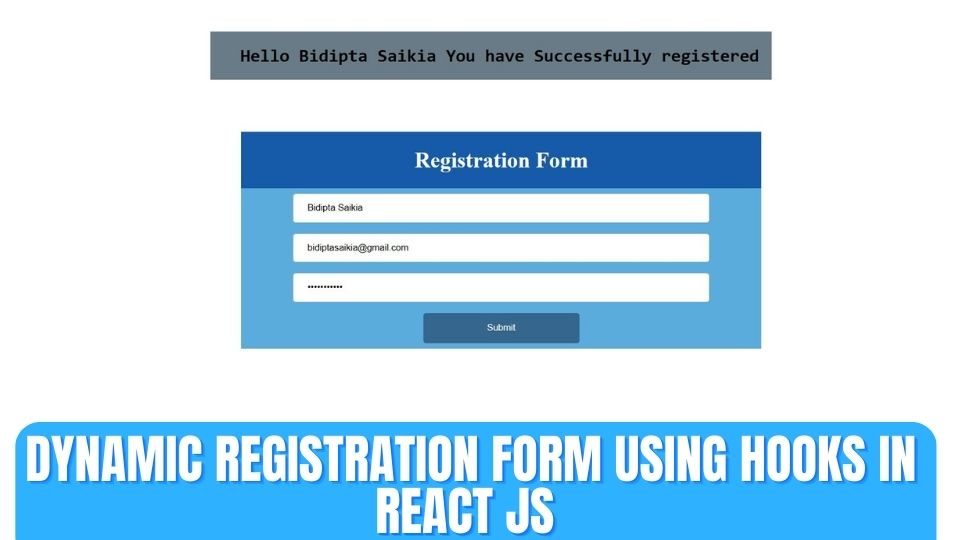 Hello Bidipta Saikia You have Successfully registered
Registration Form
Bidipta Saikia
bidiptasaikia@gmail.com
•••••••••••
Submit
DYNAMIC REGISTRATION FORM USING HOOKS IN
REACT JS